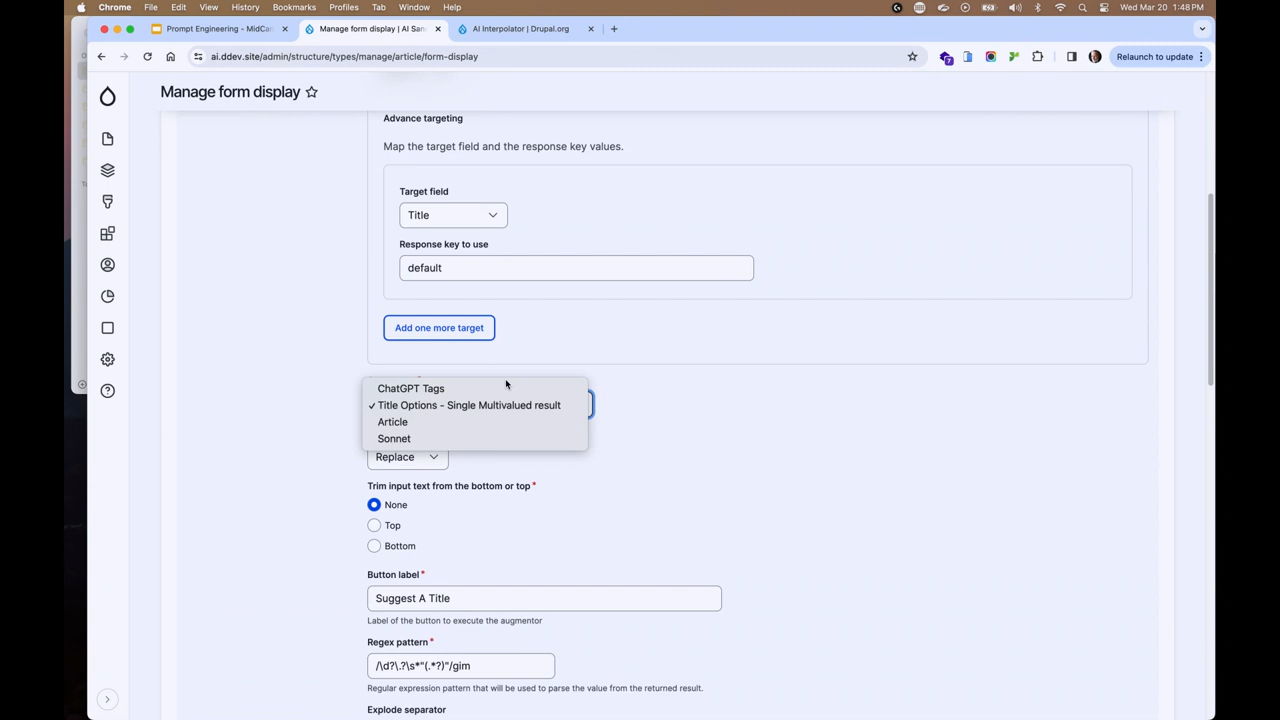 Chrome File Edit View History Bookmarks Profiles Tab Window Help Wed Mar 20 1:48 PM
Prompt Engineering - MidCa Manage form display | AI San AI Interpolator | Drupal.org
ai.ddev.site/admin/structure/types/manage/article/form-display Relaunch to update
Manage form display
Advance targeting
Map the target field and the response key values.
Target field
Title
Response key to use
default
Add one more target
ChatGPT Tags
✓ Title Options - Single Multivalued result
Article
Sonnet
Replace
Trim input text from the bottom or top*
None
Top
Bottom
Button label*
Suggest A Title
Label of the button to execute the augmentor
Regex pattern*
/\d?\.?\s*"(.*?)"/gim
Regular expression pattern that will be used to parse the value from the returned result.
Explode separator